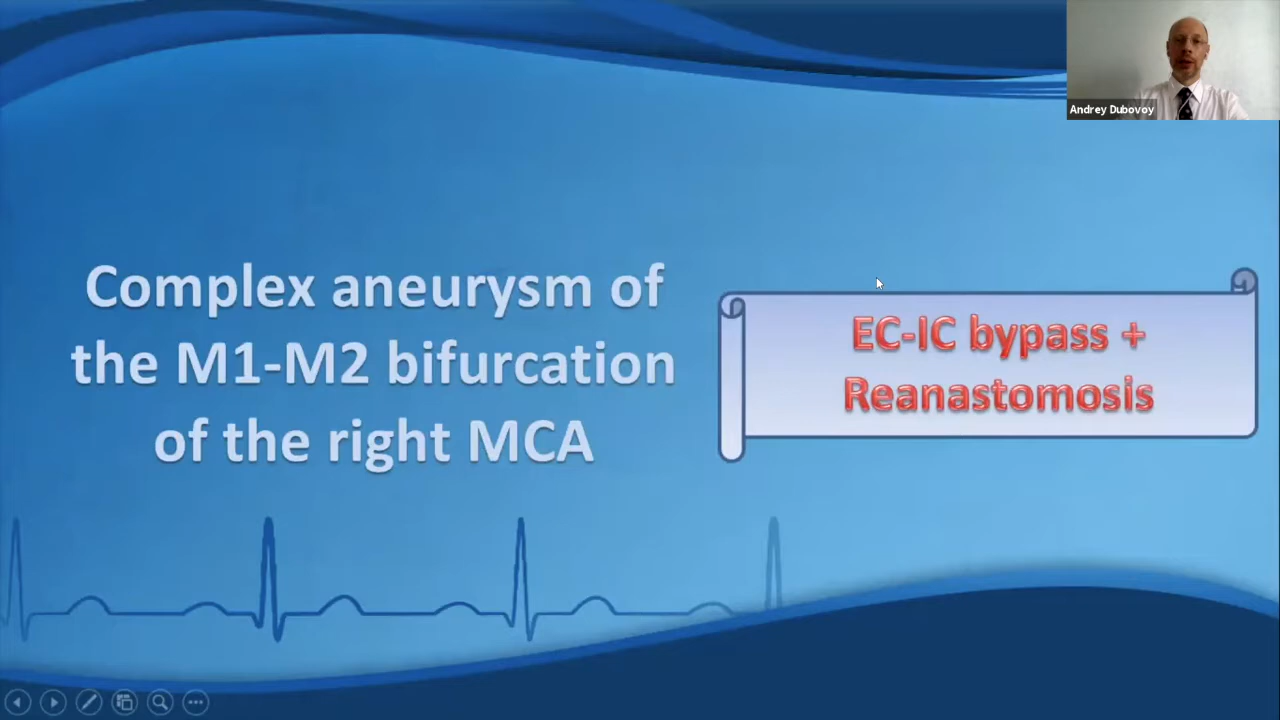 Andrey Dubovoy
Complex aneurysm of
the M1-M2 bifurcation
of the right MCA
EC-IC bypass +
Reanastomosis